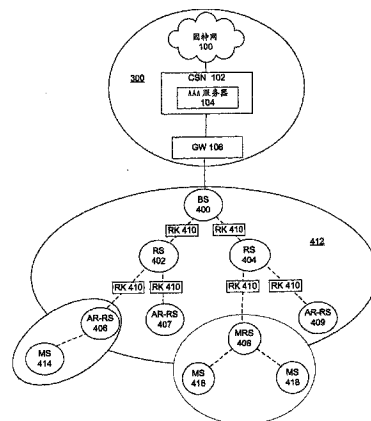 因特网
100
300
CSN 102
AAA 服务器
104
GW 108
BS
400
412
RK 410
RK 410
RS
402
RS
404
RK 410
RK 410
RK 410
RK 410
AR-RS
406
AR-RS
407
MRS
408
AR-RS
409
MS
414
MS
416
MS
418